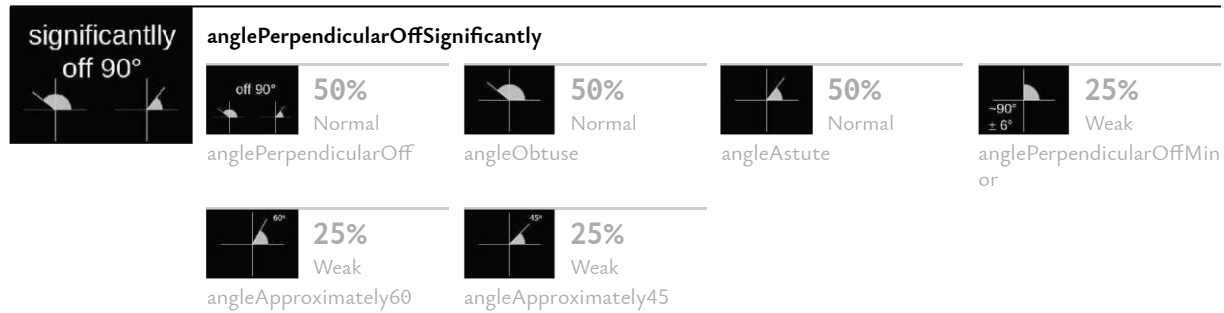 significantlly
off 90°
anglePerpendicularOffSignificantly
off 90°
50%
Normal
anglePerpendicularOff
50%
Normal
angleObtuse
50%
Normal
angleAstute
~90°
± 6°
25%
Weak
anglePerpendicularOffMin
or
60°
25%
Weak
angleApproximately60
45°
25%
Weak
angleApproximately45